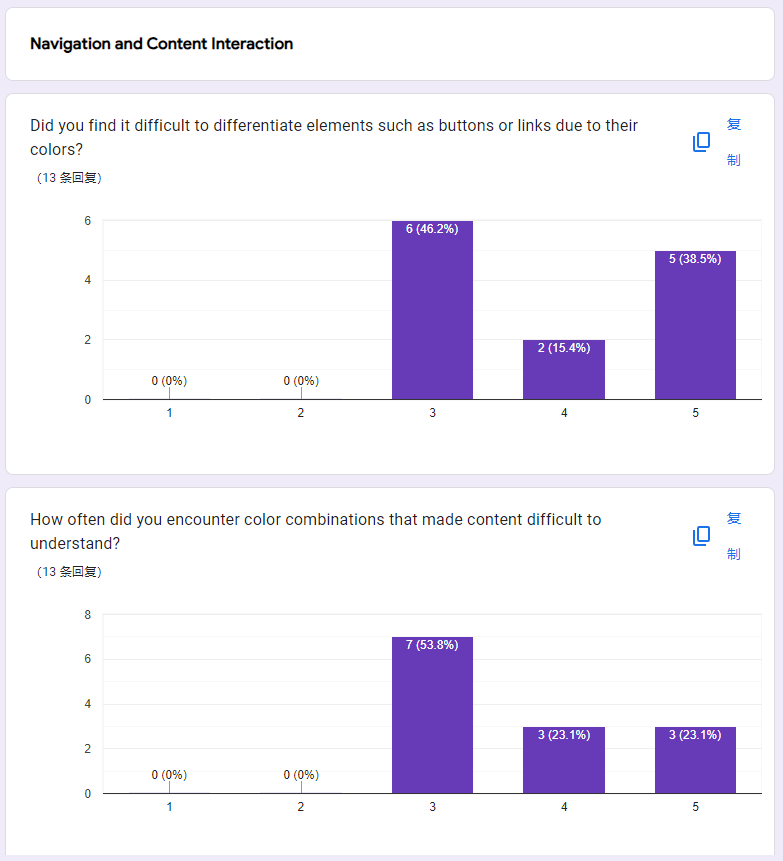 Navigation and Content Interaction
Did you find it difficult to differentiate elements such as buttons or links due to their
colors?
复
制
（13 条回复）
6
6 (46.2%)
5 (38.5%)
4
2
2 (15.4%)
0 (0%)
0 (0%)
0
1
2
3
4
5
How often did you encounter color combinations that made content difficult to
understand?
复
制
（13 条回复）
8
7 (53.8%)
6
4
3 (23.1%)
3 (23.1%)
2
0 (0%)
0 (0%)
0
1
2
3
4
5